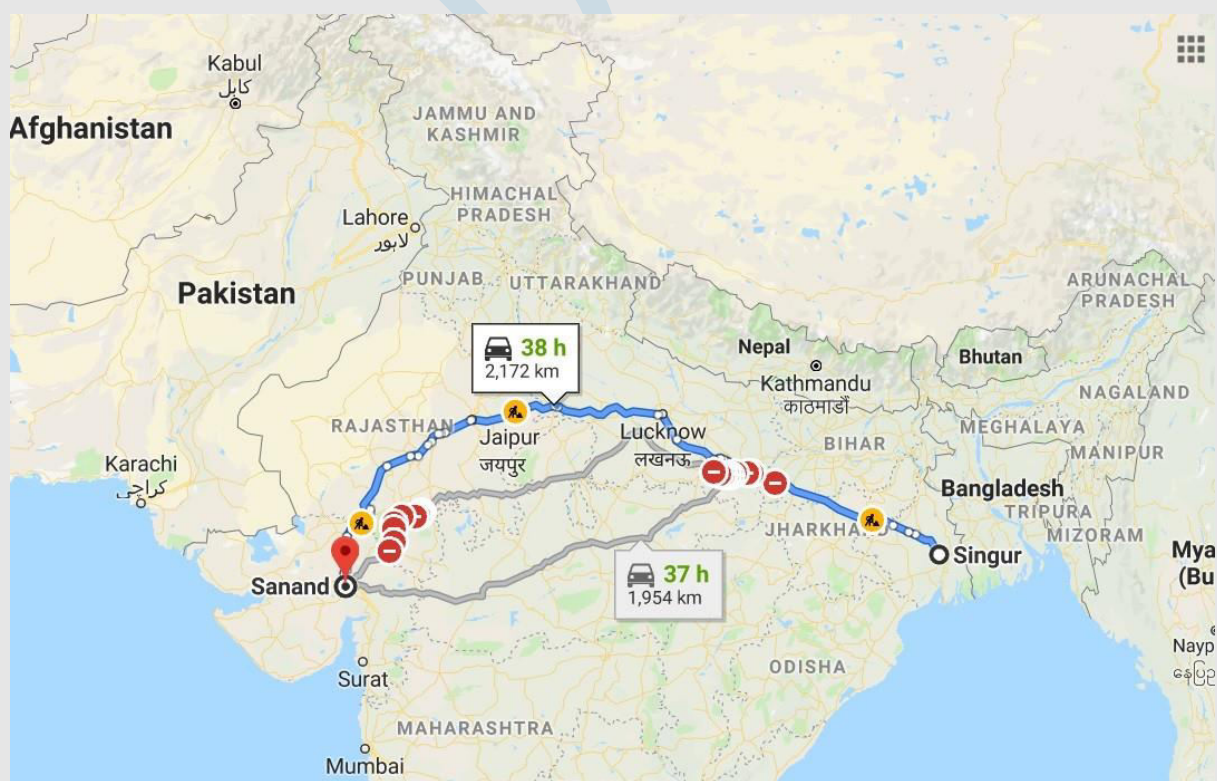 Kabul
کابل
Afghanistan
JAMMU AND
KASHMIR
HIMACHAL
PRADESH
Lahore
لاہور
PUNJAB
UTTARAKHAND
Pakistan
ARUNACHAL
PRADESH
38 h
2,172 km
Nepal
Bhutan
Kathmandu
काठमाडौं
NAGALAND
RAJASTHAN
Jaipur
जयपुर
Lucknow
लखनऊ
BIHAR
MEGHALAYA
MANIPUR
Karachi
کراچی
Bangladesh
TRIPURA
MIZORAM
JHARKHAND
Singur
Mya
(Bu
Sanand
37 h
1,954 km
Nayp
Surat
ODISHA
MAHARASHTRA
Mumbai